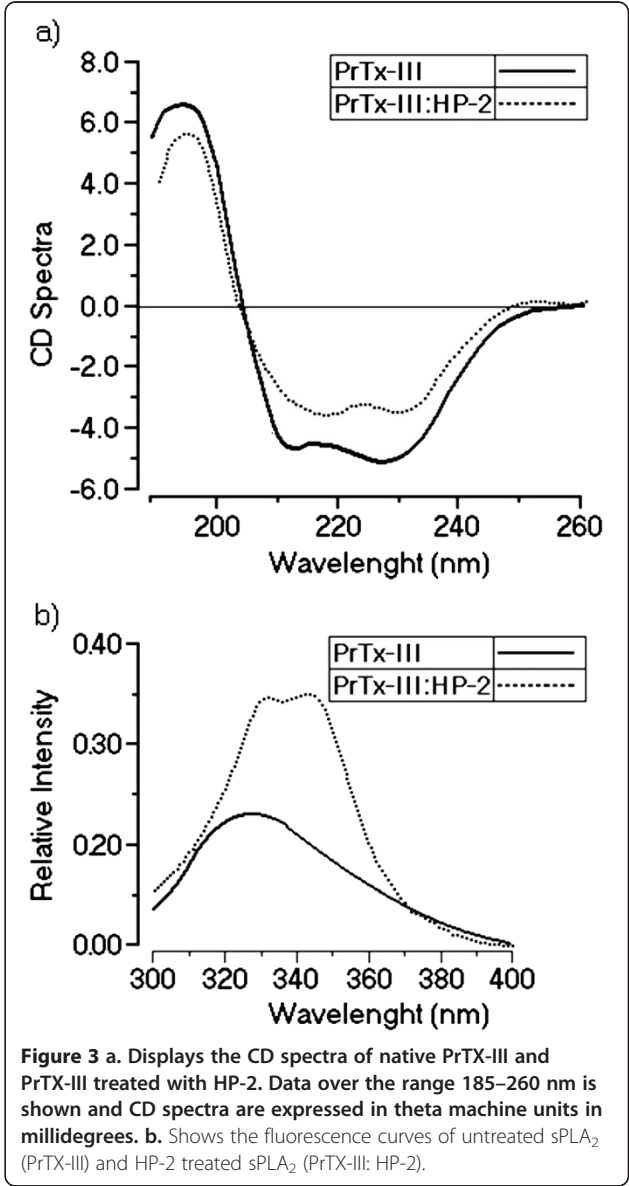 a)
8.0
6.0
4.0
2.0
0.0
-2.0
-4.0
-6.0
CD Spectra
PrTx-III
PrTx-III:HP-2
200
220
240
260
Wavelenght (nm)
b)
0.40
0.30
020
0.00
Relative Intensity
PrTx-III
PrTx-III:HP-2
300
320
340
360
380
400
Wavelenght (nm)
Figure 3 a. Displays the CD spectra of native PrTX-III and
PrTX-III treated with HP-2. Data over the range 185–260 nm is
shown and CD spectra are expressed in theta machine units in
millidegrees. b. Shows the fluorescence curves of untreated sPLA₂
(PrTX-III) and HP-2 treated sPLA₂ (PrTX-III: HP-2).